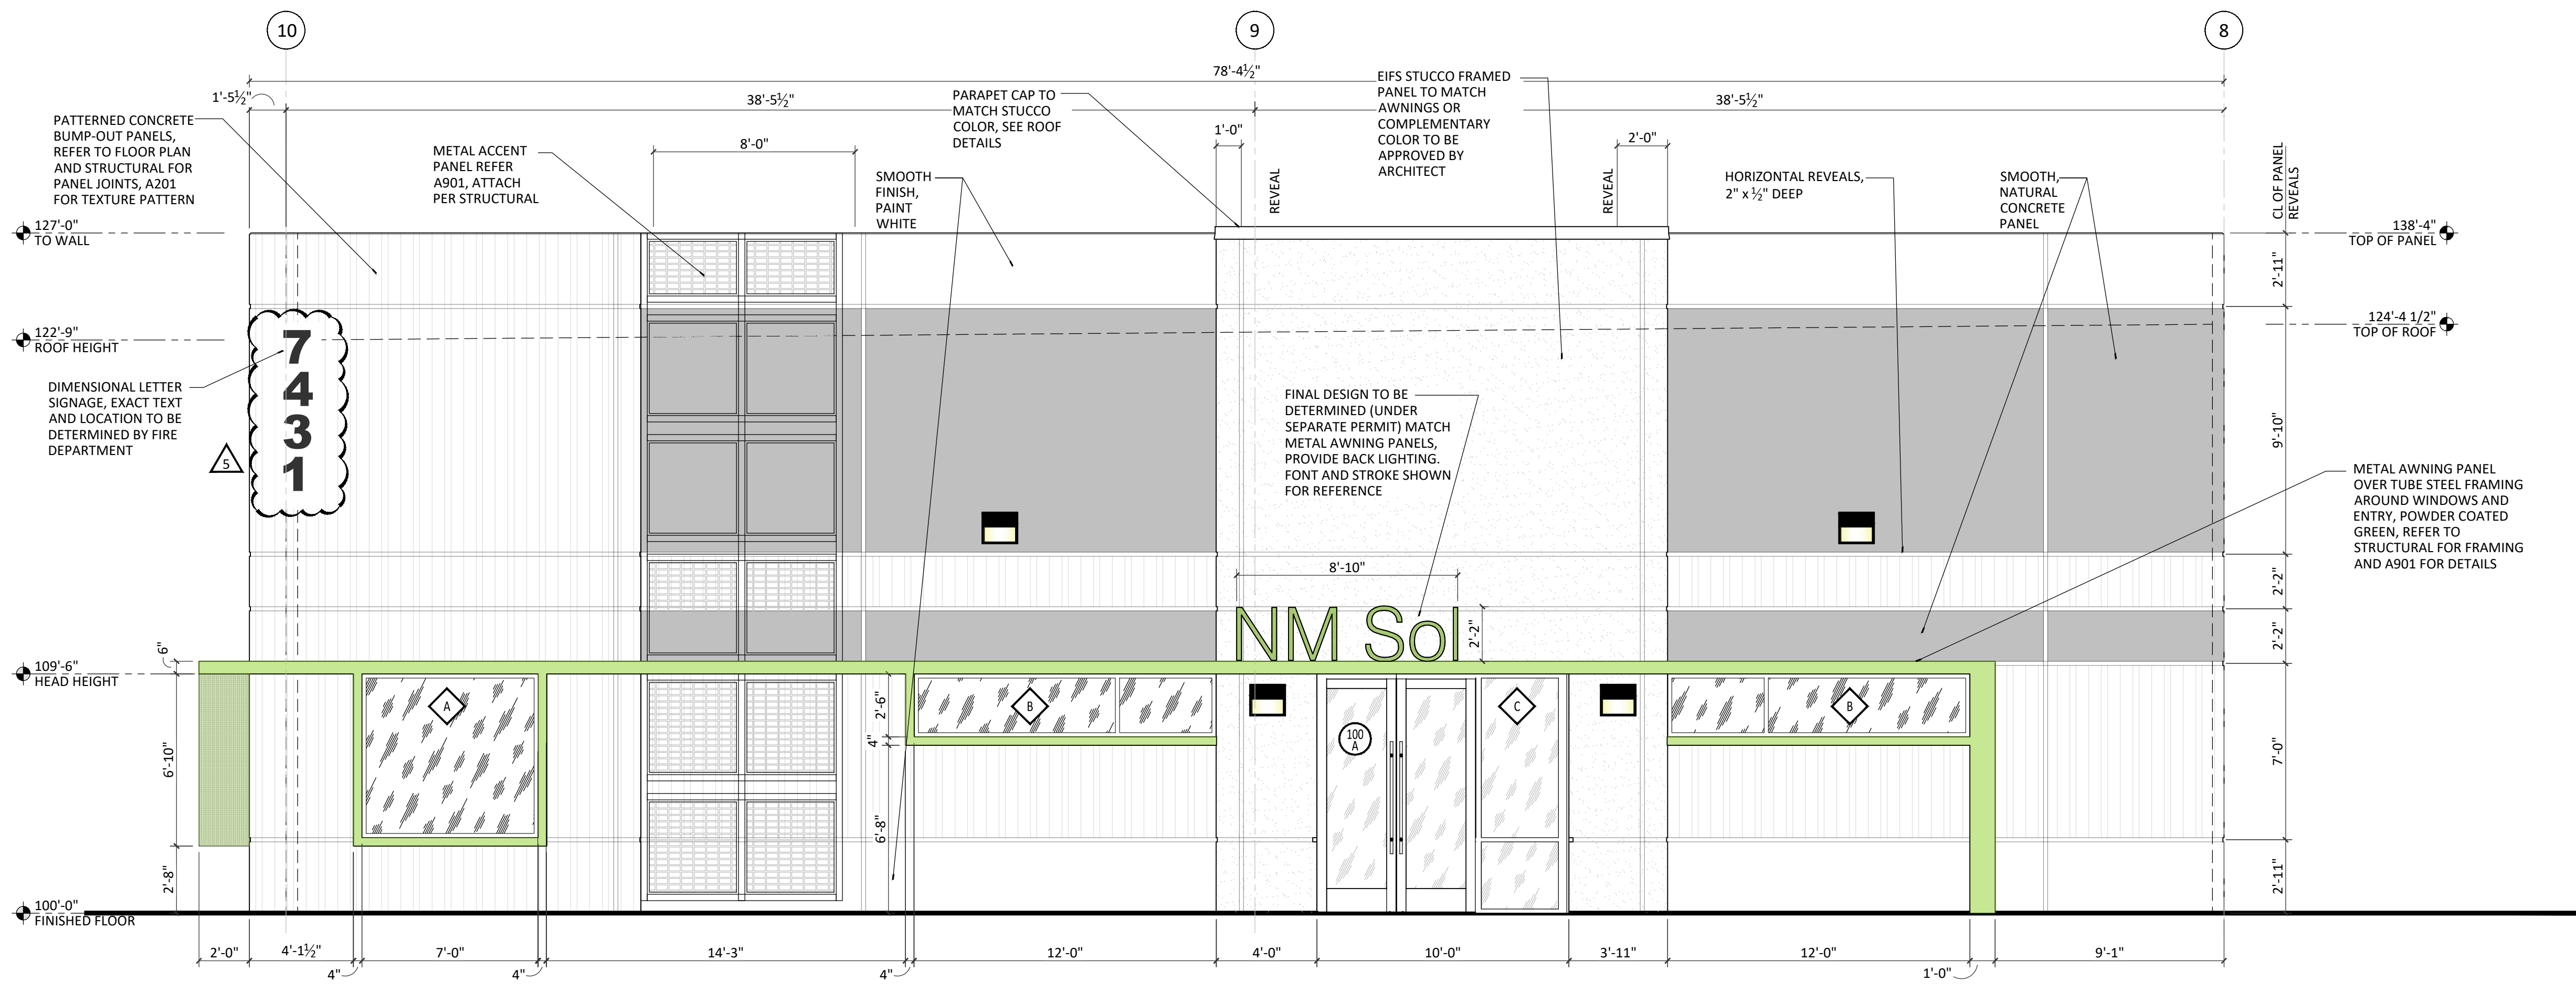 10
9
8
78'-4½"
1'-5½"
38'-5½"
38'-5½"
PATTERNED CONCRETE
BUMP-OUT PANELS,
REFER TO FLOOR PLAN
AND STRUCTURAL FOR
PANEL JOINTS, A201
FOR TEXTURE PATTERN
METAL ACCENT
PANEL REFER
A901, ATTACH
PER STRUCTURAL
8'-0"
SMOOTH
FINISH,
PAINT
WHITE
PARAPET CAP TO
MATCH STUCCO
COLOR, SEE ROOF
DETAILS
1'-0"
REVEAL
EIFS STUCCO FRAMED
PANEL TO MATCH
AWNINGS OR
COMPLEMENTARY
COLOR TO BE
APPROVED BY
ARCHITECT
REVEAL
2'-0"
HORIZONTAL REVEALS,
2" x ½" DEEP
SMOOTH,
NATURAL
CONCRETE
PANEL
CL OF PANEL
REVEALS
127'-0"
TO WALL
138'-4"
TOP OF PANEL
2'-11"
122'-9"
ROOF HEIGHT
124'-4 1/2"
TOP OF ROOF
7
4
3
1
DIMENSIONAL LETTER
SIGNAGE, EXACT TEXT
AND LOCATION TO BE
DETERMINED BY FIRE
DEPARTMENT
5
FINAL DESIGN TO BE
DETERMINED (UNDER
SEPARATE PERMIT) MATCH
METAL AWNING PANELS,
PROVIDE BACK LIGHTING.
FONT AND STROKE SHOWN
FOR REFERENCE
9'-10"
METAL AWNING PANEL
OVER TUBE STEEL FRAMING
AROUND WINDOWS AND
ENTRY, POWDER COATED
GREEN, REFER TO
STRUCTURAL FOR FRAMING
AND A901 FOR DETAILS
8'-10"
NM Sol
2'-2"
2'-2"
2'-2"
6"
109'-6"
HEAD HEIGHT
A
B
C
B
100
A
2'-6"
4"
6'-8"
6'-10"
2'-8"
7'-0"
2'-11"
100'-0"
FINISHED FLOOR
2'-0"
4'-1½"
4"
7'-0"
4"
14'-3"
4"
12'-0"
4'-0"
10'-0"
3'-11"
12'-0"
1'-0"
9'-1"